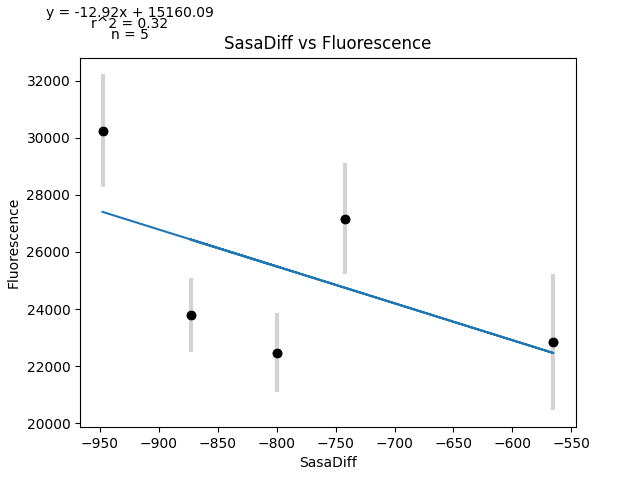 y = -12.92x + 15160.09
r^2 = 0.32
n = 5
SasaDiff vs Fluorescence
32000
30000
28000
26000
24000
22000
20000
Fluorescence
−950 −900 −850 −800 −750 −700 −650 −600 −550
SasaDiff